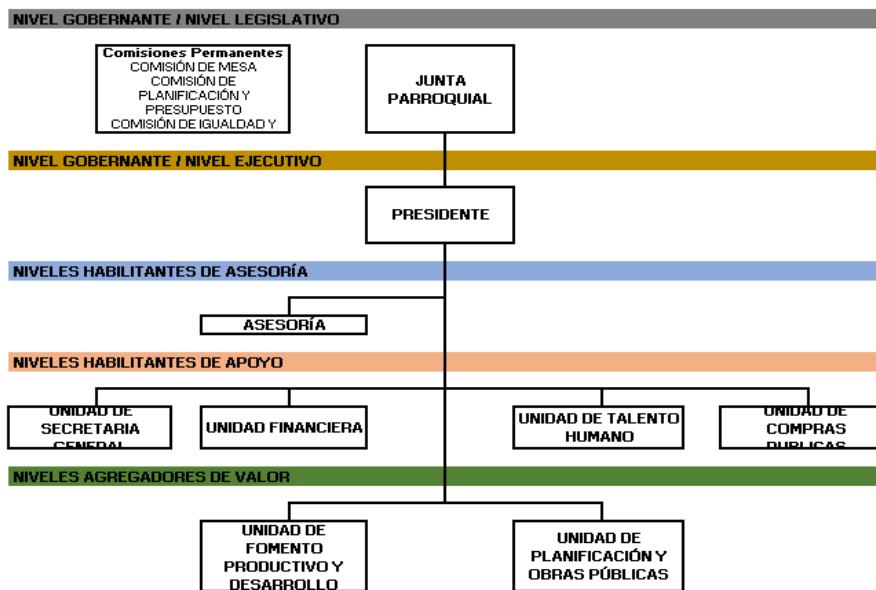 NIVEL GOBERNANTE / NIVEL LEGISLATIVO
Comisiones Permanentes
COMISIÓN DE MESA
COMISIÓN DE
PLANIFICACIÓN Y
PRESUPUESTO
COMISIÓN DE IGUALDAD Y
JUNTA
PARROQUIAL
NIVEL GOBERNANTE / NIVEL EJECUTIVO
PRESIDENTE
NIVELES HABILITANTES DE ASESORÍA
ASESORÍA
NIVELES HABILITANTES DE APOYO
UNIDAD DE
SECRETARIA
GENERAL
UNIDAD FINANCIERA
UNIDAD DE TALENTO
HUMANO
UNIDAD DE
COMPRAS
PUBLICAS
NIVELES AGREGADORES DE VALOR
UNIDAD DE
FOMENTO
PRODUCTIVO Y
DESARROLLO
UNIDAD DE
PLANIFICACIÓN Y
OBRAS PÚBLICAS